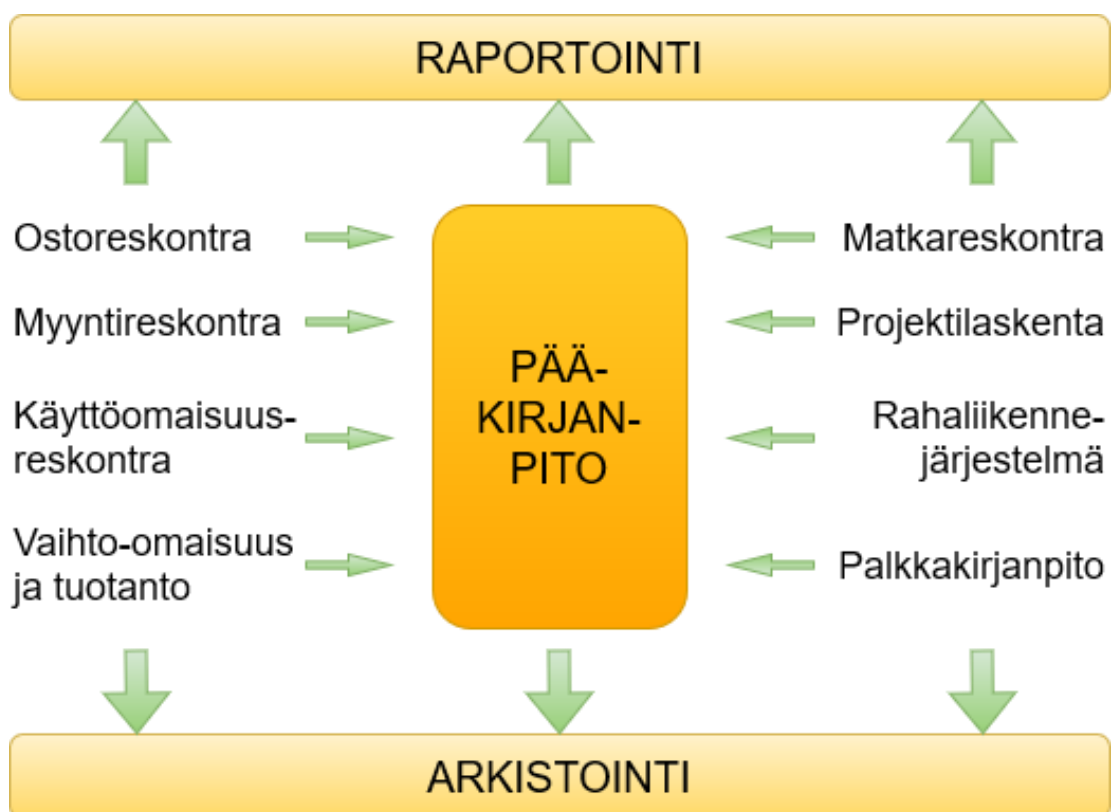 RAPORTOINTI
Ostoreskontra
Myyntireskontra
Käyttöomaisuus-
reskontra
Vaihto-omaisuus
ja tuotanto
PÄÄ-
KIRJAN-
PITO
Matkareskontra
Projektilaskenta
Rahaliikenne-
järjestelmä
Palkkakirjanpito
ARKISTOINTI